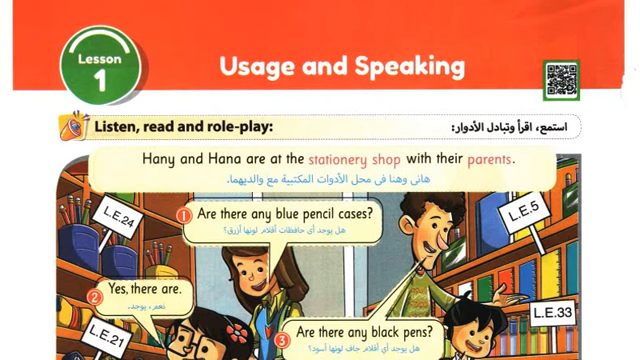 Lesson
1
Usage and Speaking
Listen, read and role-play:
استمع، اقرأ وتبادل الأدوار:
Hany and Hana are at the stationery shop with their parents.
هانى وهنا فى محل الأدوات المكتبية مع والديهما.
L.E.24
L.E.5
1 Are there any blue pencil cases?
هل يوجد أى حافظات أقلام لونها أزرق؟
2 Yes, there are.
نعم، يوجد.
L.E.33
L.E.21
3 Are there any black pens?
هل يوجد أي أقلام جاف لونها أسود؟